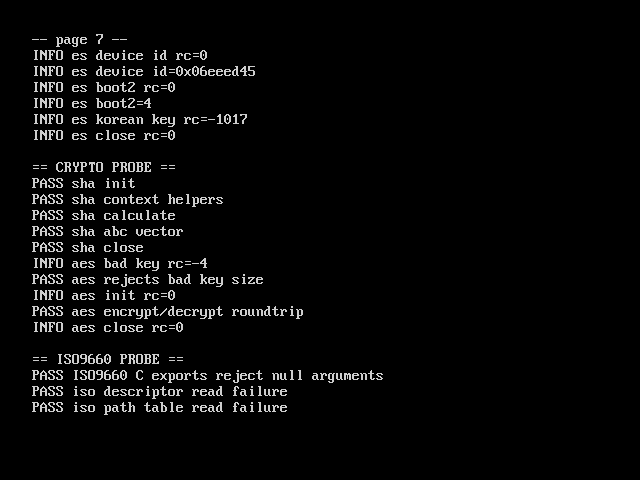 -- page 7 --
INFO es device id rc=0
INFO es device id=0x06eeed45
INFO es boot2 rc=0
INFO es boot2=4
INFO es korean key rc=-1017
INFO es close rc=0
== CRYPTO PROBE ==
PASS sha init
PASS sha context helpers
PASS sha calculate
PASS sha abc vector
PASS sha close
INFO aes bad key rc=-4
PASS aes rejects bad key size
INFO aes init rc=0
PASS aes encrypt/decrypt roundtrip
INFO aes close rc=0
== ISO9660 PROBE ==
PASS ISO9660 C exports reject null arguments
PASS iso descriptor read failure
PASS iso path table read failure